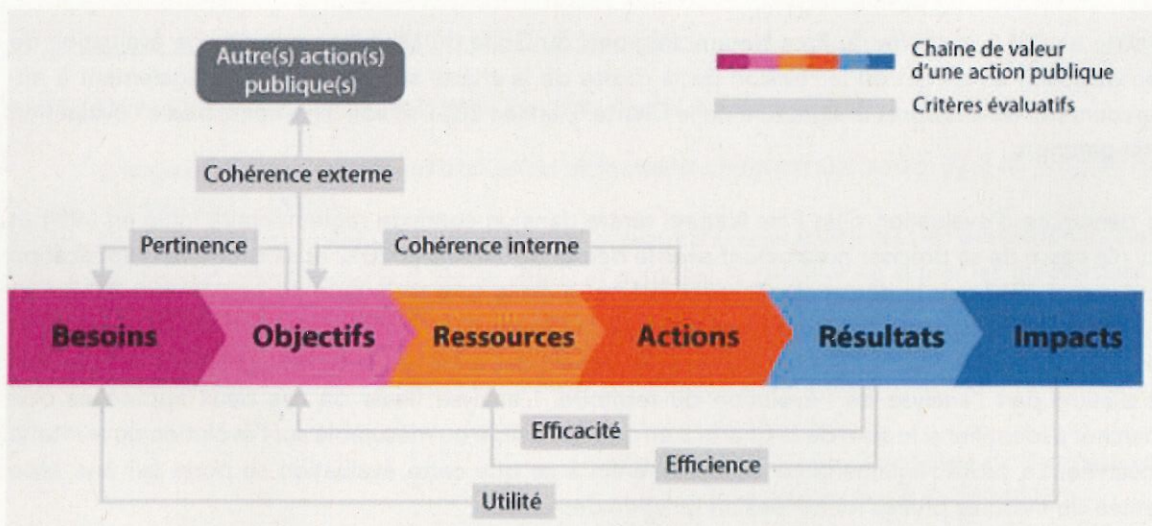 Autre(s) action(s)
publique(s)
Chaîne de valeur
d'une action publique
Critères évaluatifs
Cohérence externe
Pertinence
Cohérence interne
Besoins
Objectifs
Ressources
Actions
Résultats
Impacts
Efficacité
Efficience
Utilité